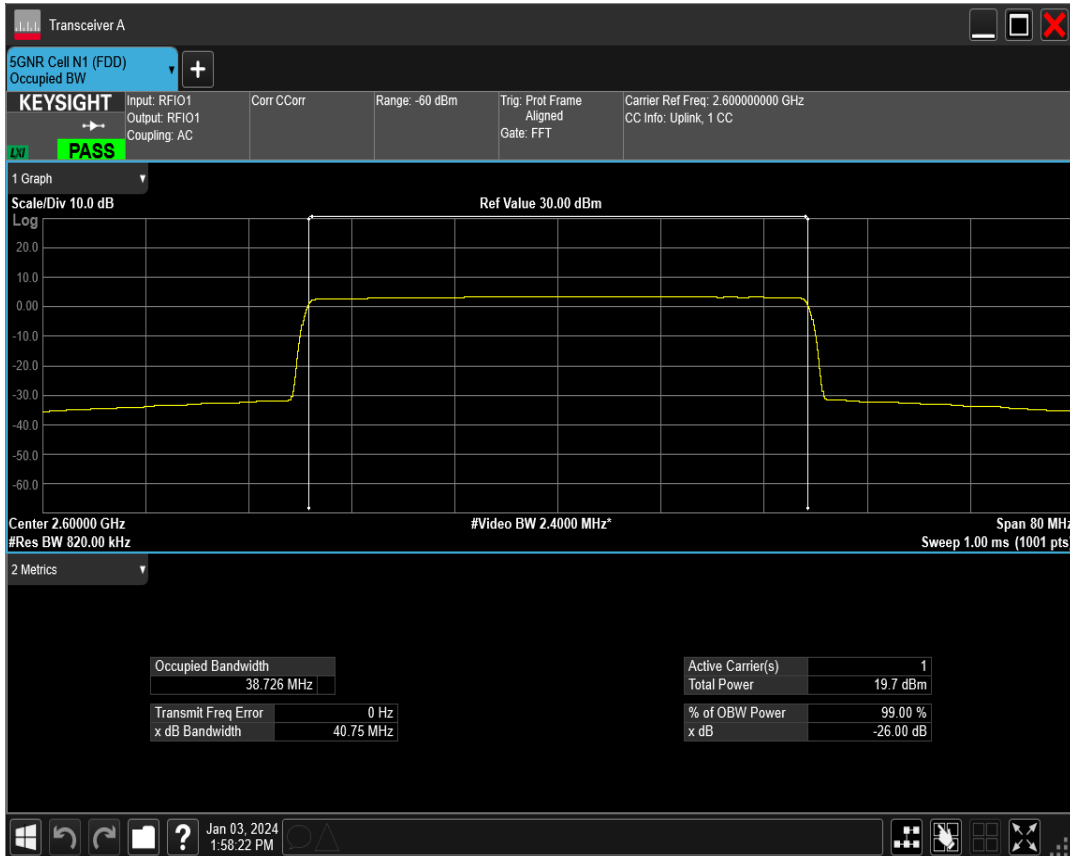 Transceiver A
5GNR Cell N1 (FDD)
Occupied BW
+
KEYSIGHT
LXI
PASS
Input: RFIO1
Output: RFIO1
Coupling: AC
Corr CCorr
Range: -60 dBm
Trig: Prot Frame
Aligned
Gate: FFT
Carrier Ref Freq: 2.600000000 GHz
CC Info: Uplink, 1 CC
1 Graph
Scale/Div 10.0 dB
Ref Value 30.00 dBm
Log
20.0
10.0
0.00
-10.0
-20.0
-30.0
-40.0
-50.0
-60.0
Center 2.60000 GHz
#Video BW 2.4000 MHz*
Span 80 MHz
#Res BW 820.00 kHz
Sweep 1.00 ms (1001 pts)
2 Metrics
Occupied Bandwidth
38.726 MHz
Transmit Freq Error 0 Hz
x dB Bandwidth 40.75 MHz
Active Carrier(s) 1
Total Power 19.7 dBm
% of OBW Power 99.00 %
x dB -26.00 dB
?
Jan 03, 2024
1:58:22 PM